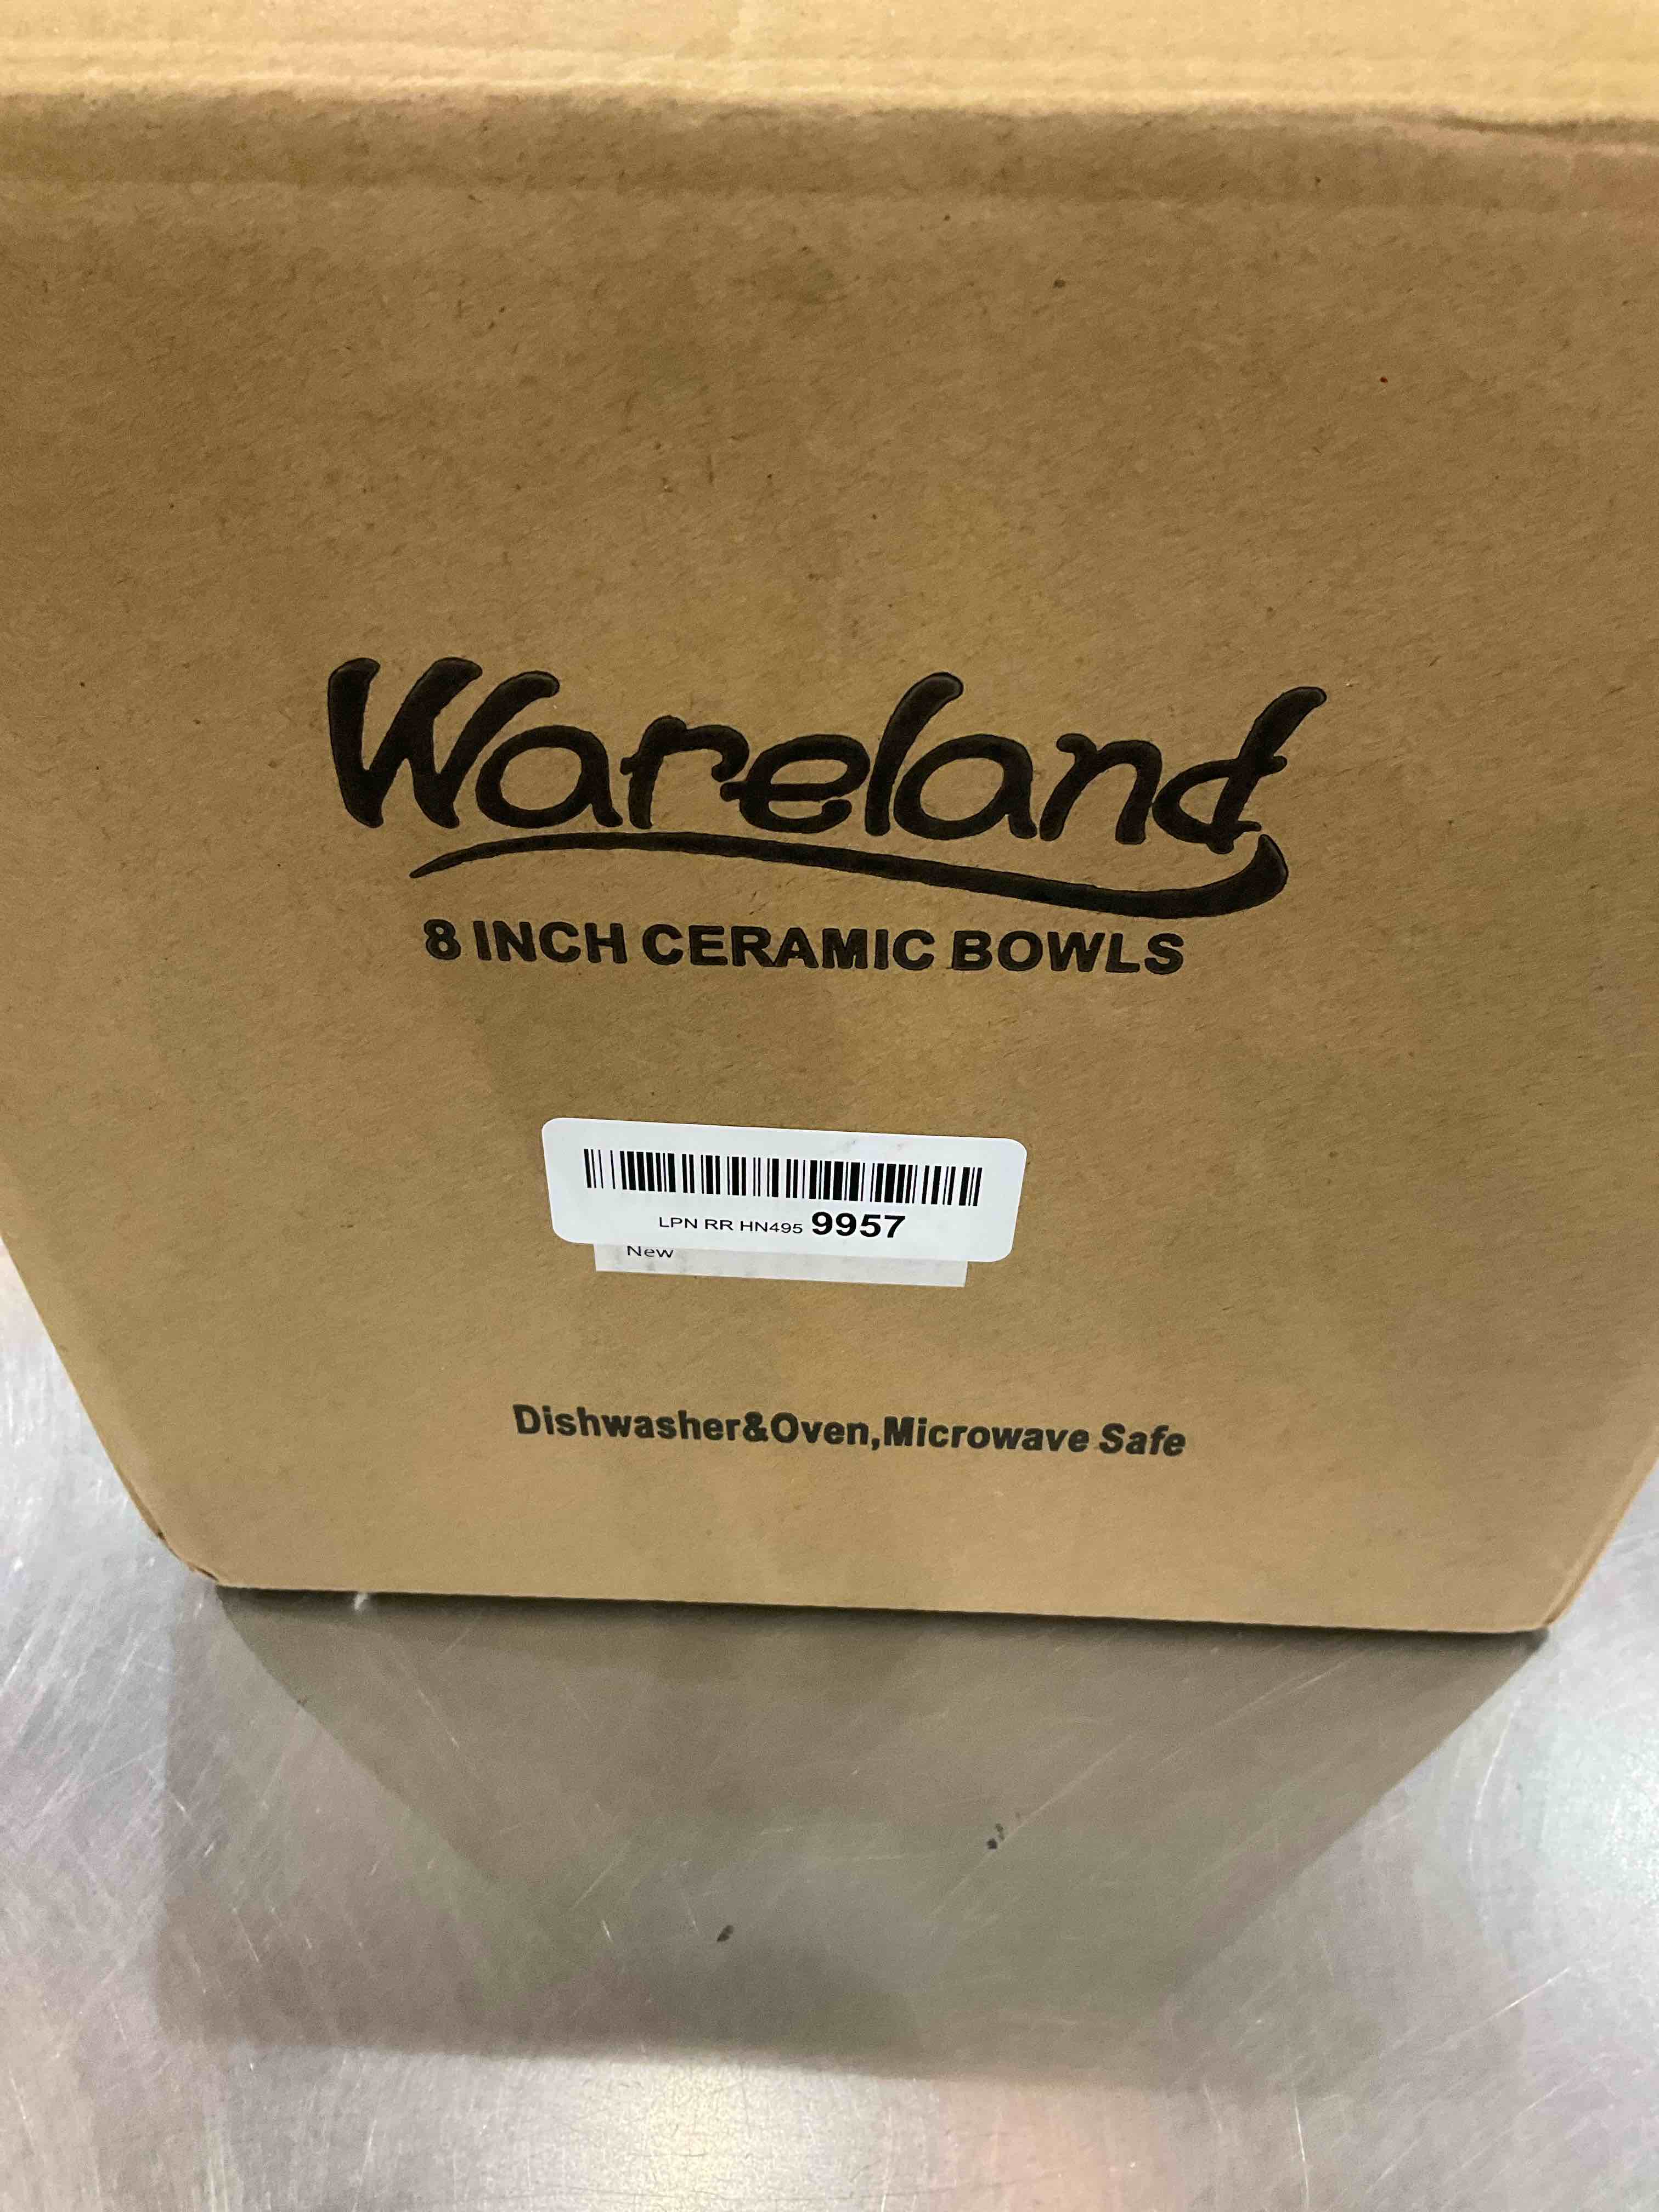 Wareland
8 INCH CERAMIC BOWLS
LPN RR HN495 9957
New
Dishwasher&Oven,Microwave Safe